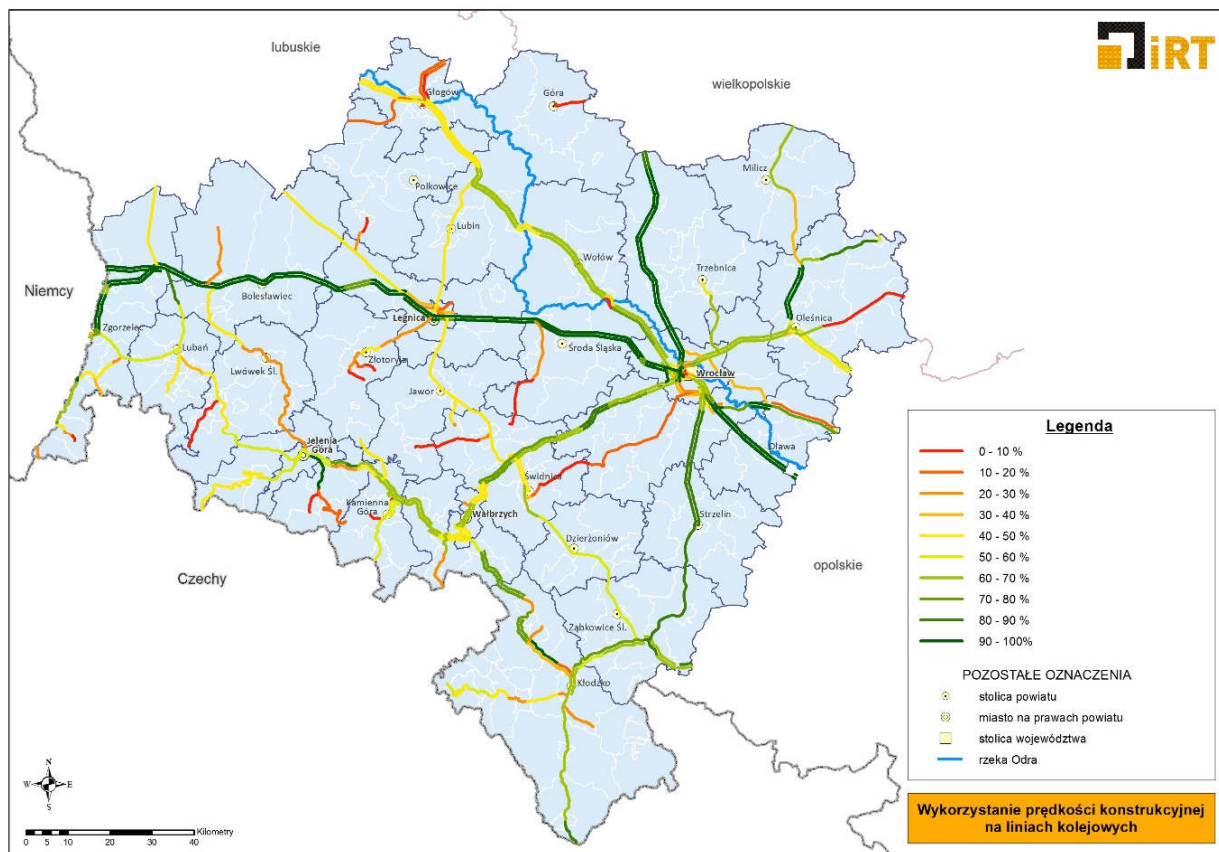 lubuskie
iRT
wielkopolskie
Głogów
Góra
Milicz
Polkowice
Lubin
Wołów
Trzebnica
Niemcy
Bolesławiec
Zgorzelec
Legnica
Oleśnica
Środa Śląska
Lubań
Złotoryja
Lwówek Śl.
Wrocław
Jawor
Legenda
Oława
0 - 10 %
Jelenia
Góra
10 - 20 %
Świdnica
20 - 30 %
Kamienna
Góra
30 - 40 %
Wałbrzych
Strzelin
40 - 50 %
Dzierżoniów
50 - 60 %
opolskie
Czechy
60 - 70 %
70 - 80 %
Ząbkowice Śl.
80 - 90 %
90 - 100%
POZOSTAŁE OZNACZENIA
Kłodzko
stolica powiatu
miasto na prawach powiatu
stolica województwa
rzeka Odra
N
W E
S
Wykorzystanie prędkości konstrukcyjnej
na liniach kolejowych
Kilometry
0 5 10 20 30 40